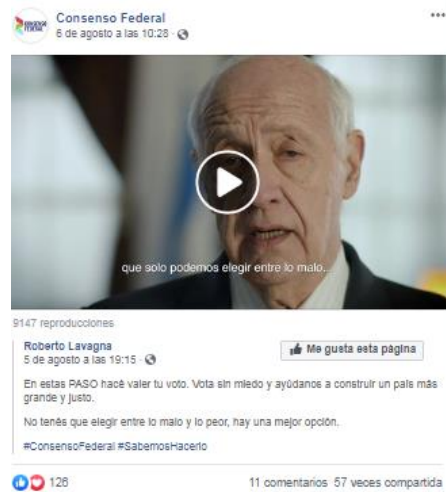 CONSENSO
FEDERAL
Consenso Federal
6 de agosto a las 10:28 ·
que solo podemos elegir entre lo malo...
9147 reproducciones
Roberto Lavagna
5 de agosto a las 19:15 ·
Me gusta esta página
En estas PASO hacé valer tu voto. Vota sin miedo y ayúdanos a construir un país más
grande y justo.
No tenés que elegir entre lo malo y lo peor, hay una mejor opción.
#ConsensoFederal #SabemosHacerlo
126
11 comentarios 57 veces compartida